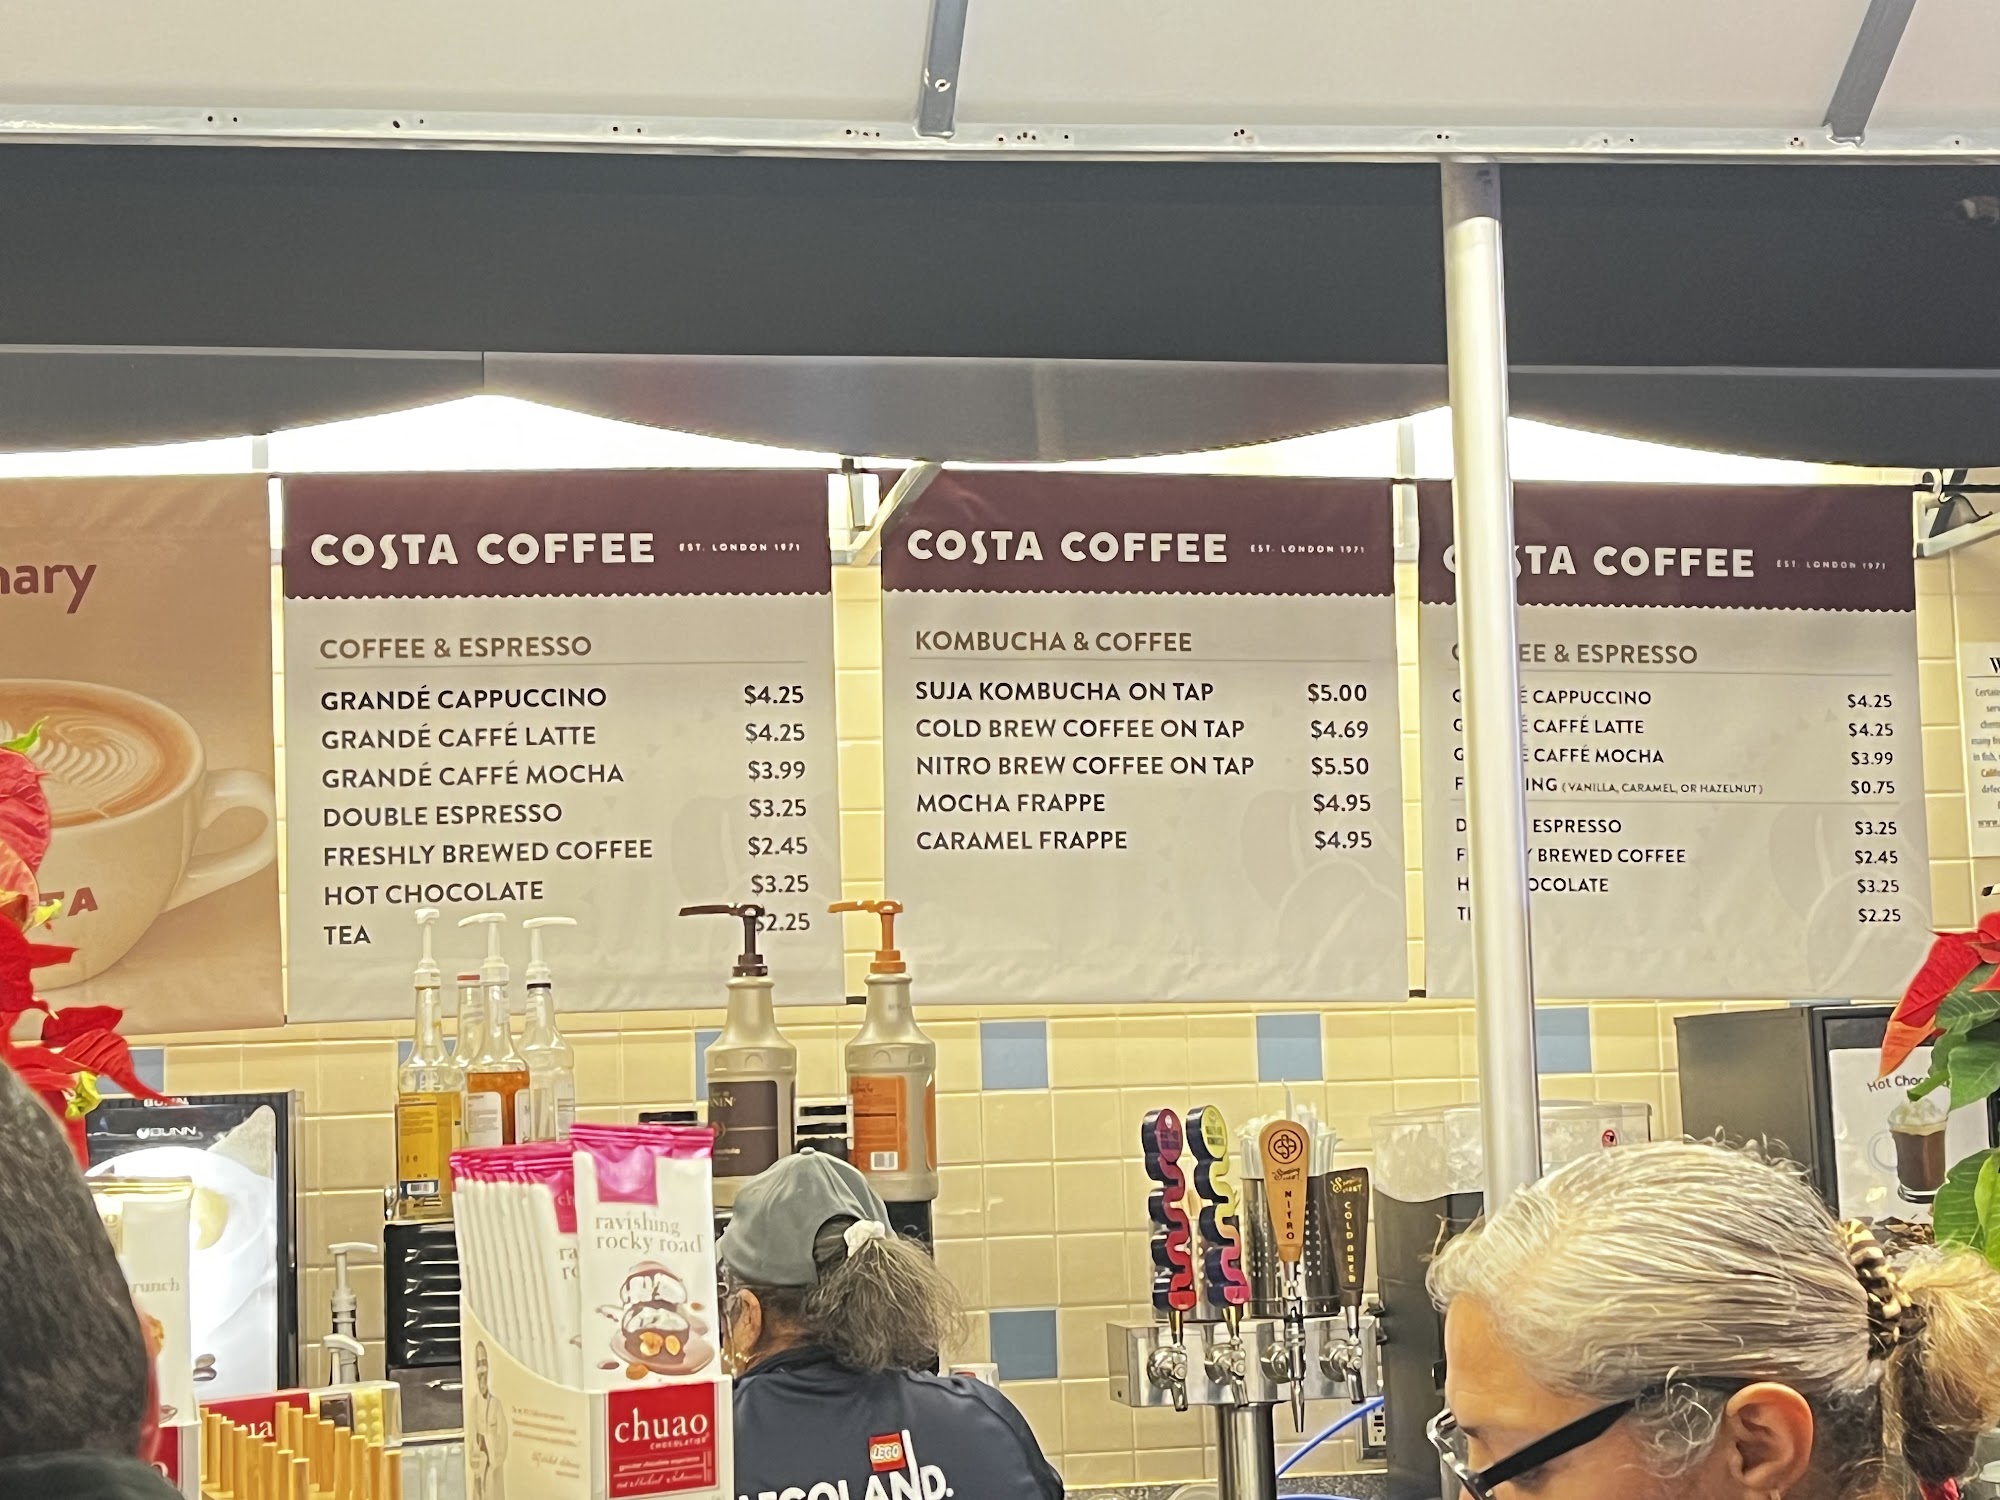 COSTA COFFEE EST. LONDON 1971
COFFEE & ESPRESSO
GRANDÉ CAPPUCCINO $4.25
GRANDÉ CAFFÉ LATTE $4.25
GRANDÉ CAFFÉ MOCHA $3.99
DOUBLE ESPRESSO $3.25
FRESHLY BREWED COFFEE $2.45
HOT CHOCOLATE $3.25
TEA $2.25
COSTA COFFEE EST. LONDON 1971
KOMBUCHA & COFFEE
SUJA KOMBUCHA ON TAP $5.00
COLD BREW COFFEE ON TAP $4.69
NITRO BREW COFFEE ON TAP $5.50
MOCHA FRAPPE $4.95
CARAMEL FRAPPE $4.95
STA COFFEE EST. LONDON 1971
EE & ESPRESSO
É CAPPUCCINO $4.25
É CAFFÉ LATTE $4.25
É CAFFÉ MOCHA $3.99
ING (VANILLA, CARAMEL, OR HAZELNUT) $0.75
ESPRESSO $3.25
Y BREWED COFFEE $2.45
OCOLATE $3.25
$2.25
nary
TA
BUNN
Hot Choc
ravishing
rocky road
runch
chuao
CHOCOLATIER
NITRO
COLD BREW
LEGO
LEGOLAND.